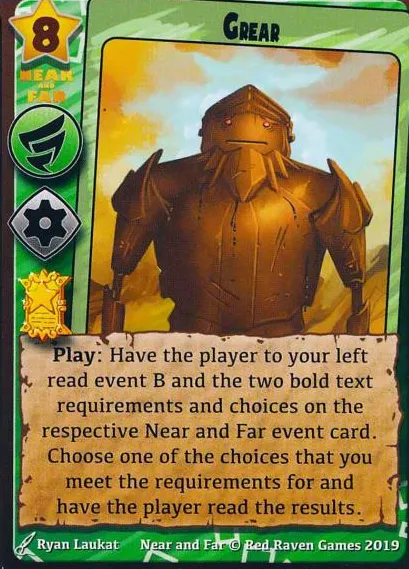 8
Grear
NEAR
AND
FAR
Play: Have the player to your left
read event B and the two bold text
requirements and choices on the
respective Near and Far event card.
Choose one of the choices that you
meet the requirements for and
have the player read the results.
Ryan Laukat Near and Far © Red Raven Games 2019